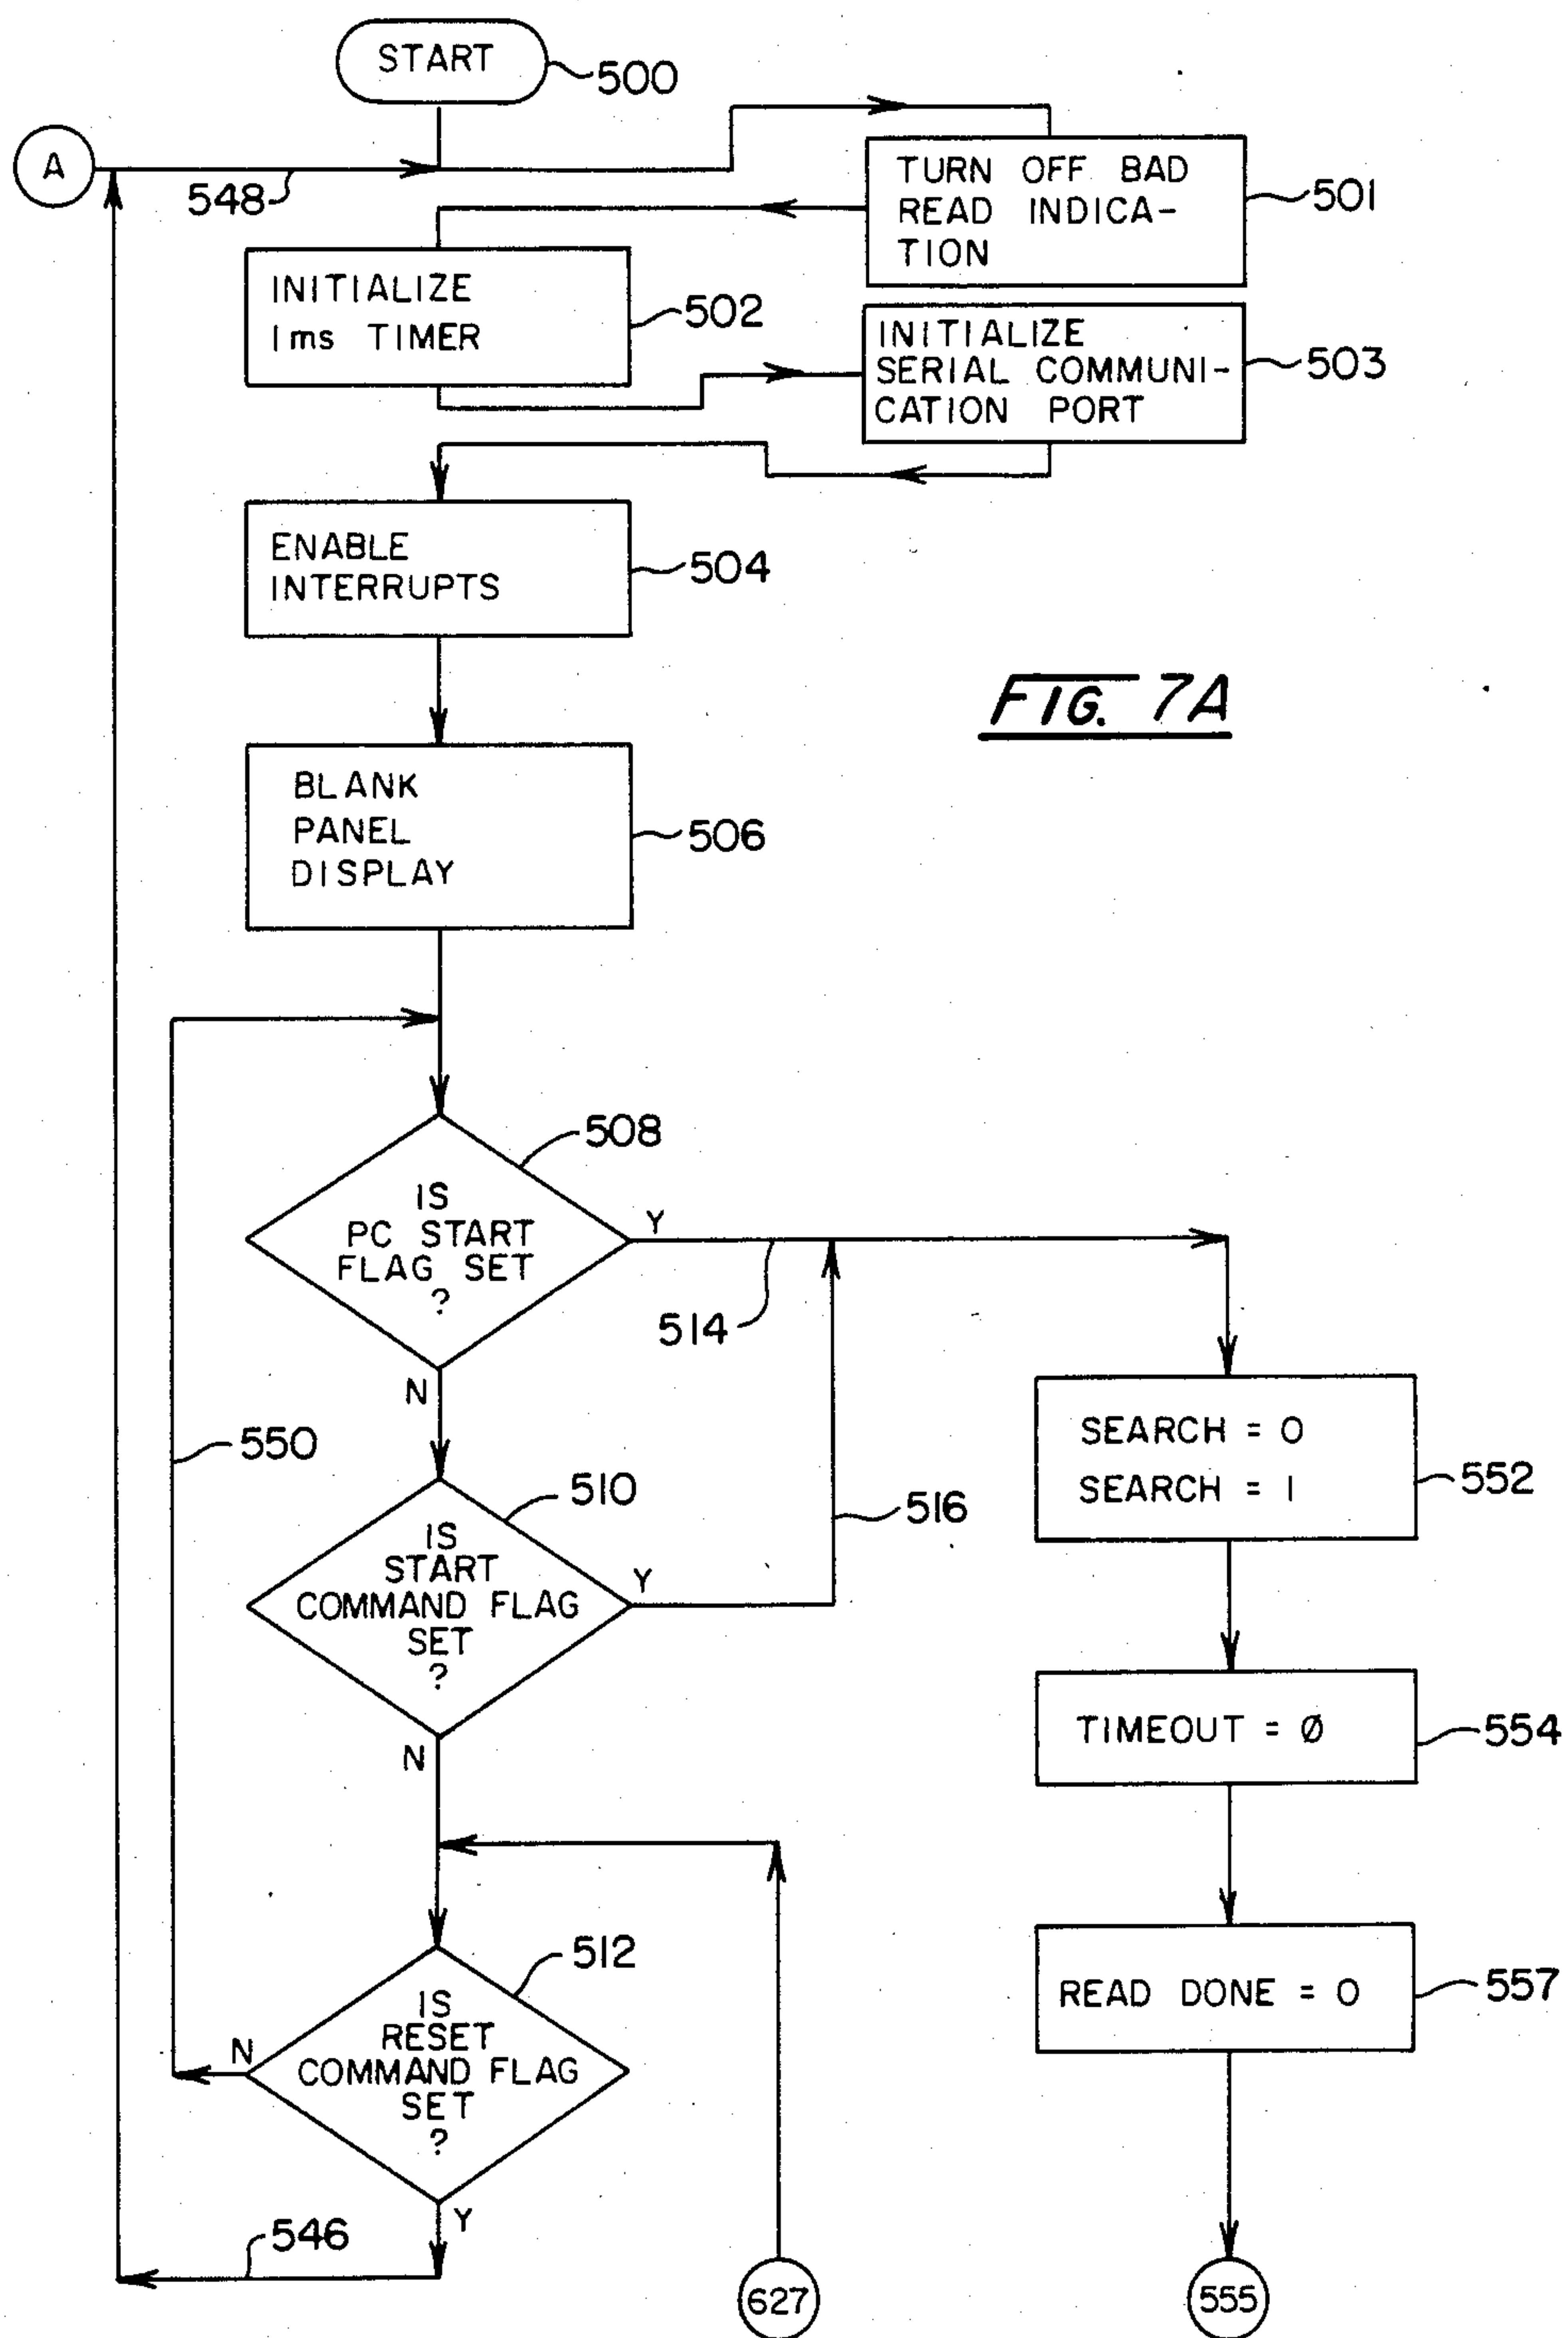 START
500
A
548
TURN OFF BAD
READ INDICA-
TION
501
INITIALIZE
1ms TIMER
502
INITIALIZE
SERIAL COMMUNI-
CATION PORT
503
ENABLE
INTERRUPTS
504
FIG. 7A
BLANK
PANEL
DISPLAY
506
508
IS
PC START
FLAG SET
?
Y
514
N
550
510
IS
START
COMMAND FLAG
SET
?
Y
516
N
SEARCH = 0
SEARCH = 1
552
TIMEOUT = Ø
554
512
IS
RESET
COMMAND FLAG
SET
?
N
Y
546
READ DONE = 0
557
627
555